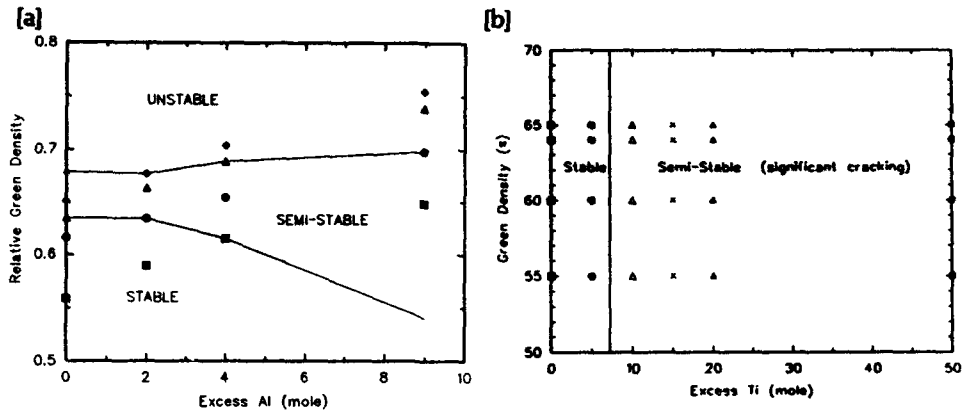 [a]
0.8
0.7
0.6
0.5
Relative Green Density
UNSTABLE
SEMI-STABLE
STABLE
0 2 4 6 8 10
Excess Al (mole)
[b]
70
65
60
55
50
Green Density (%)
Stable
Semi-Stable (significant cracking)
0 10 20 30 40 50
Excess Ti (mole)